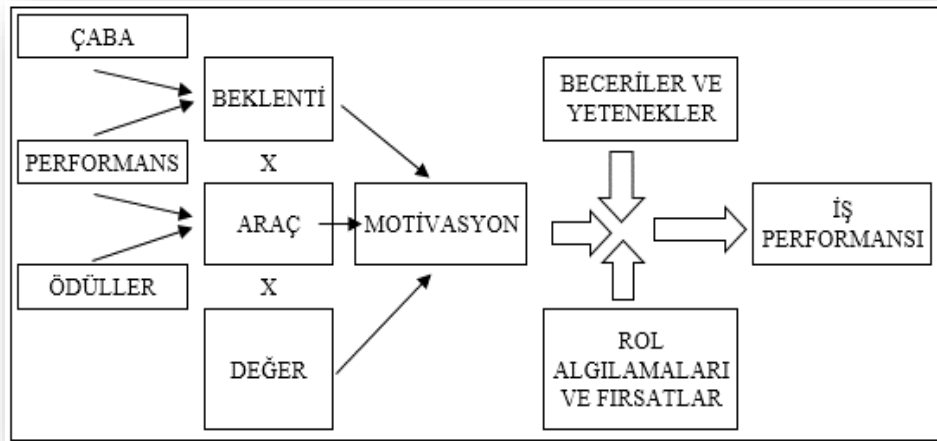 ÇABA
PERFORMANS
ÖDÜLLER
BEKLENTİ
X
ARAÇ
X
DEĞER
MOTİVASYON
BECERİLER VE
YETENEKLER
ROL
ALGILAMALARI
VE FIRSATLAR
İŞ
PERFORMANSI